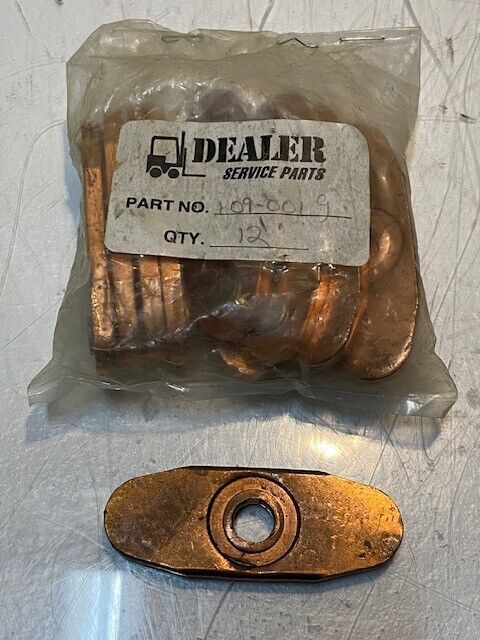 DEALER
SERVICE PARTS
PART NO. 109-0019
QTY. 12